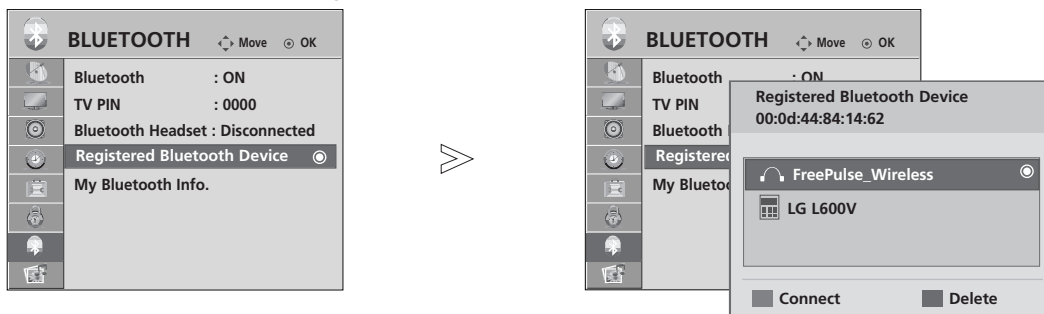 BLUETOOTH Move OK
Bluetooth : ON
TV PIN : 0000
Bluetooth Headset : Disconnected
Registered Bluetooth Device
My Bluetooth Info.
BLUETOOTH Move OK
Bluetooth : ON
TV PIN
Bluetooth
Registered
My Bluetoo
Registered Bluetooth Device
00:0d:44:84:14:62
FreePulse_Wireless
LG L600V
Connect Delete